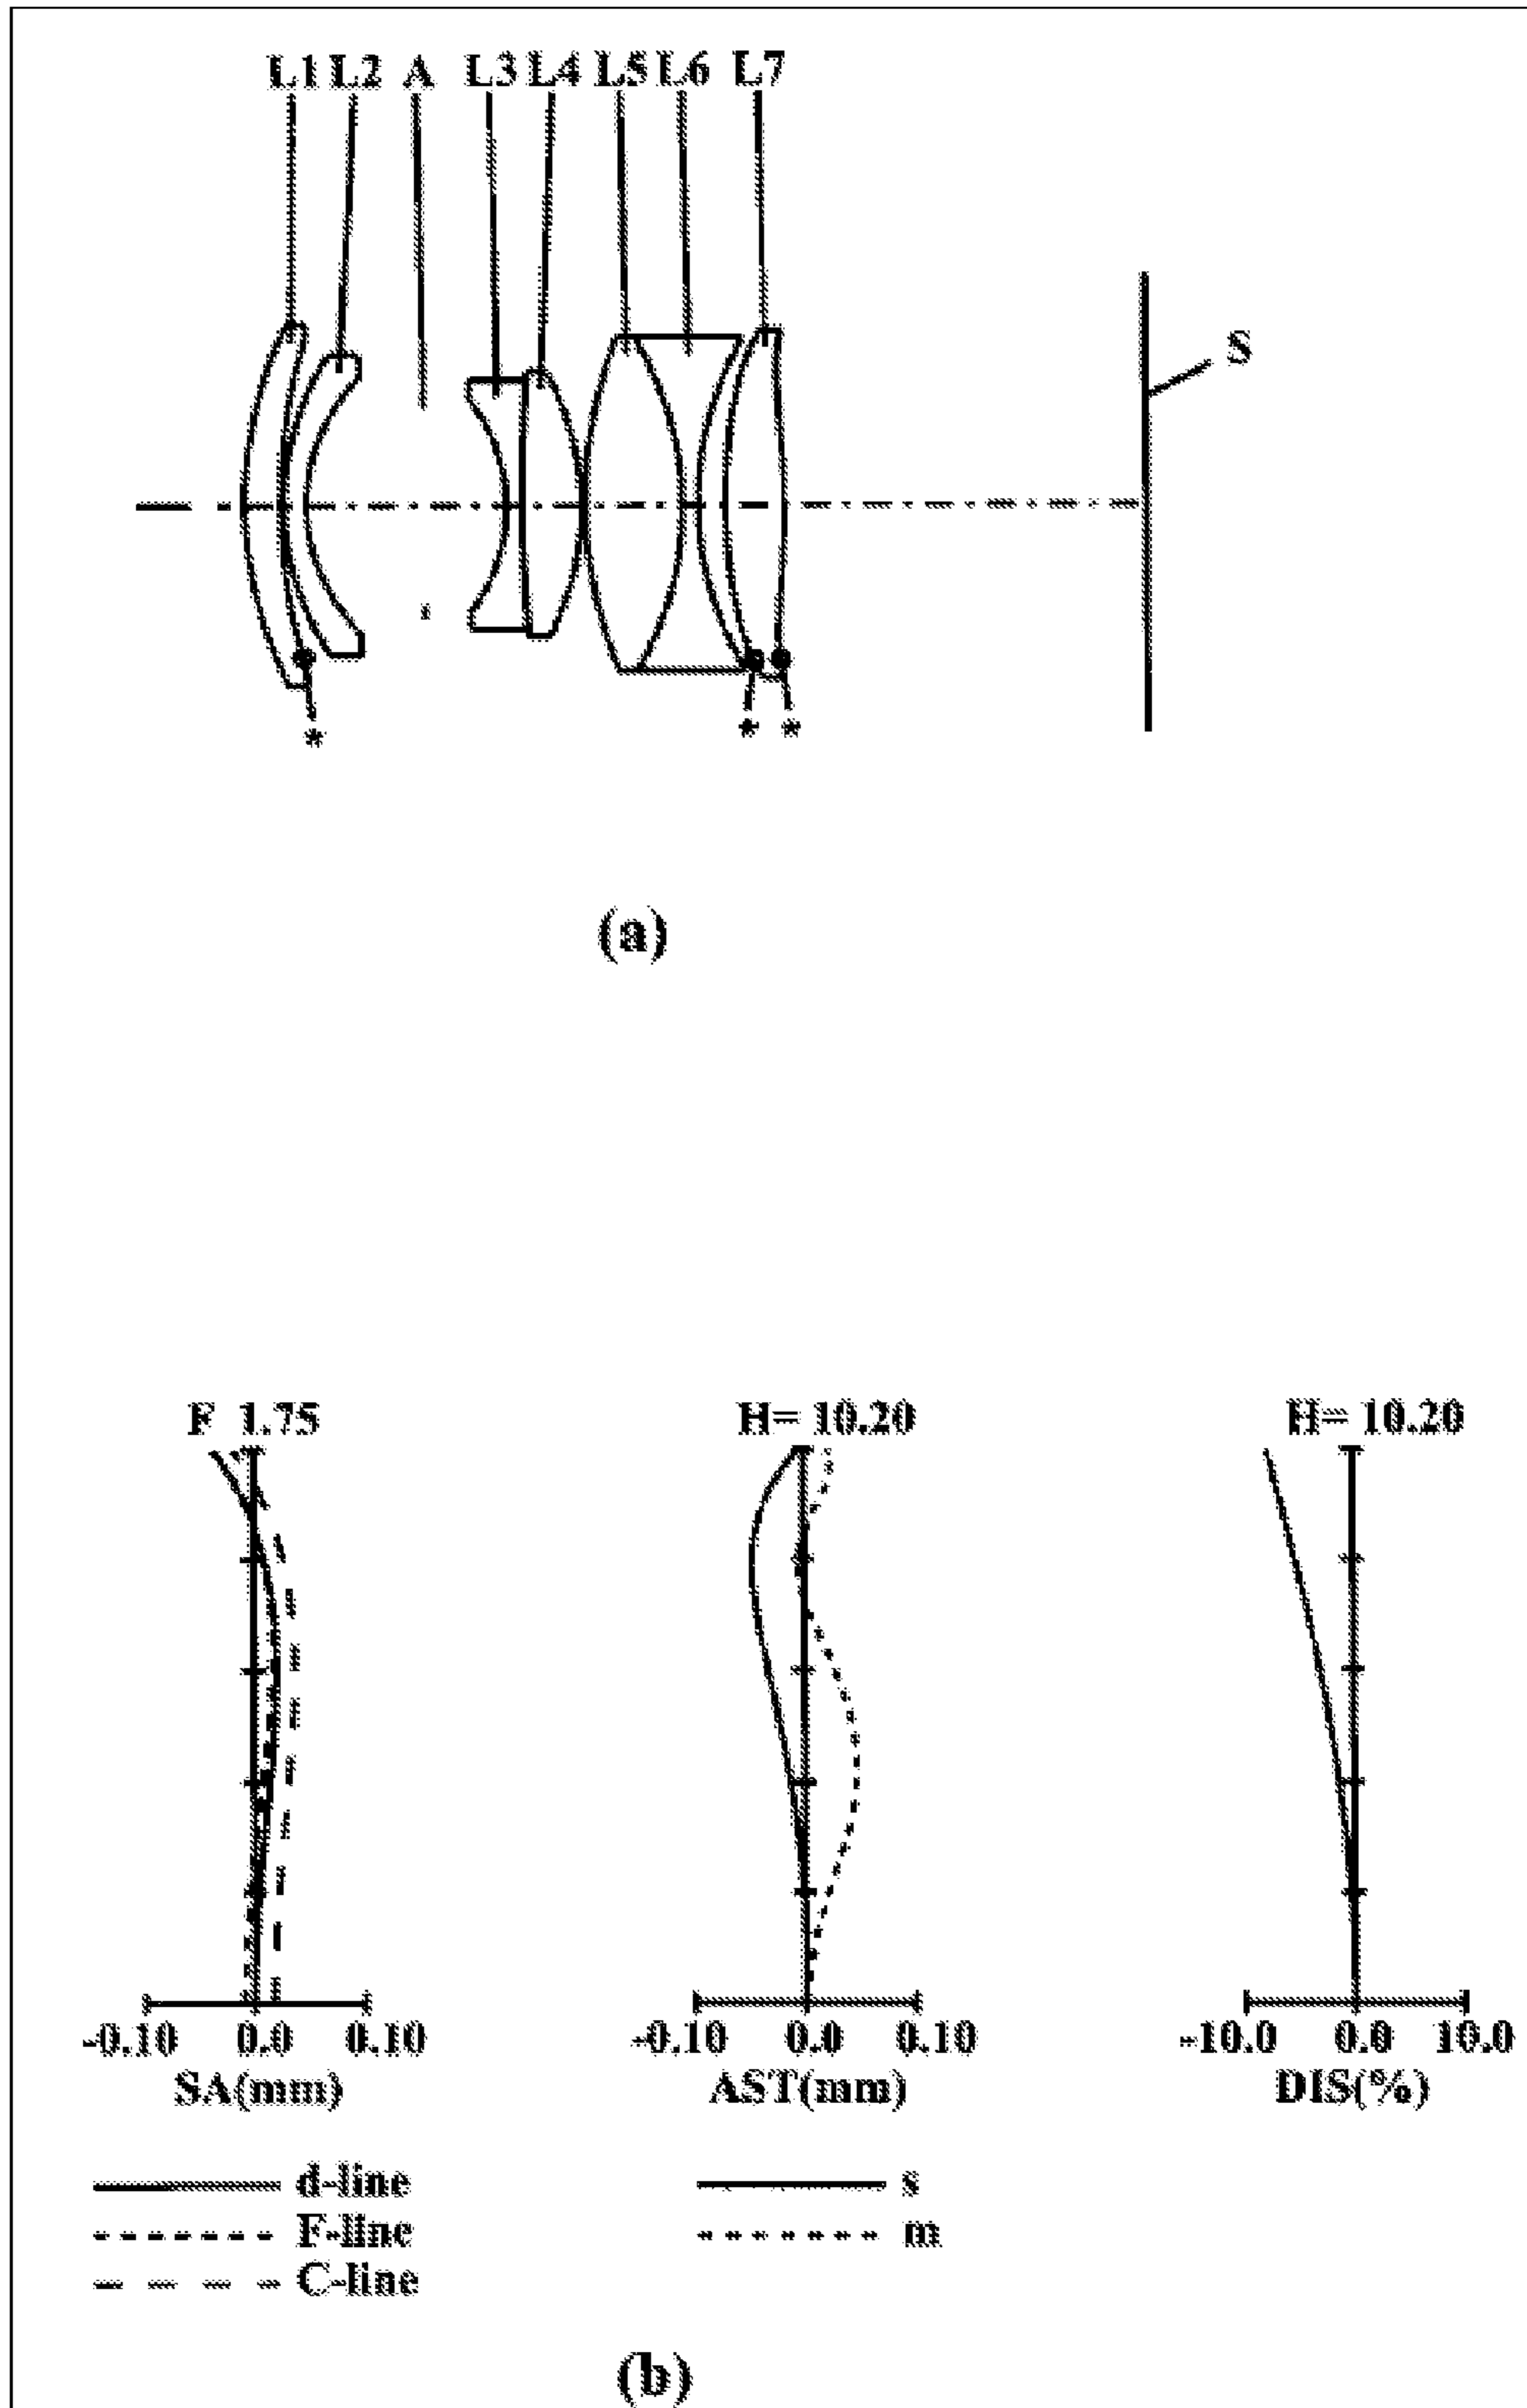 L1 L2 A L3 L4 L5 L6 L7
S
*
* *
(a)
F 1.75
H= 10.20
H= 10.20
-0.10 0.0 0.10
-0.10 0.0 0.10
-10.0 0.0 10.0
SA(mm)
AST(mm)
DIS(%)
d-line
s
F-line
m
C-line
(b)